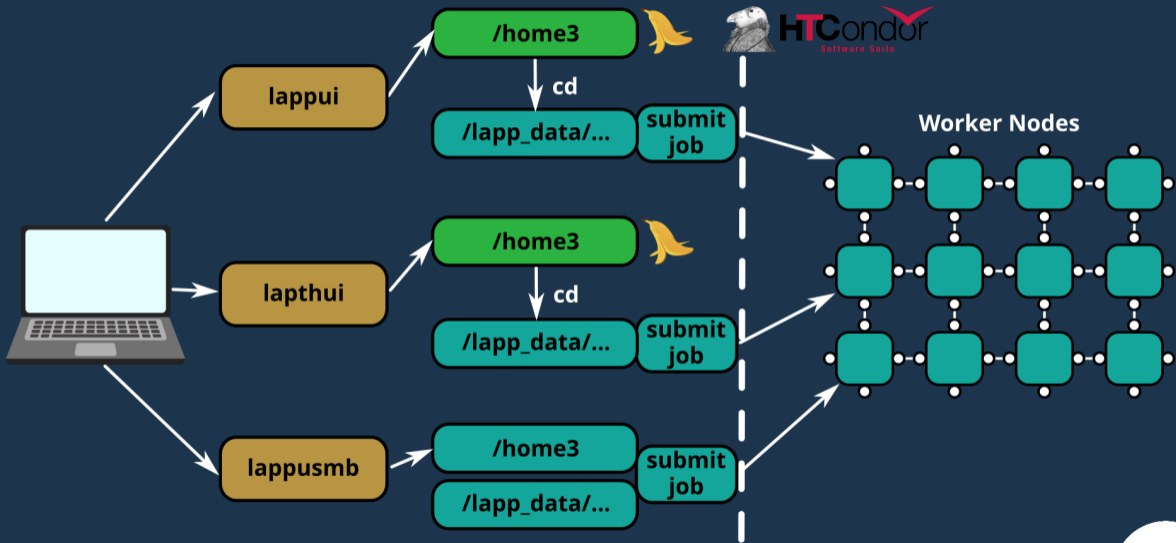 /home3
HTCondor
Software Suite
lappui
cd
/lapp_data/...
submit
job
Worker Nodes
/home3
lapthui
cd
/lapp_data/...
submit
job
/home3
lappusmb
submit
job
/lapp_data/...